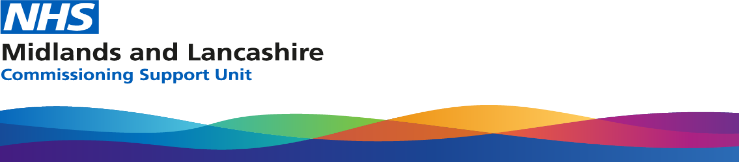 NHS
Midlands and Lancashire
Commissioning Support Unit